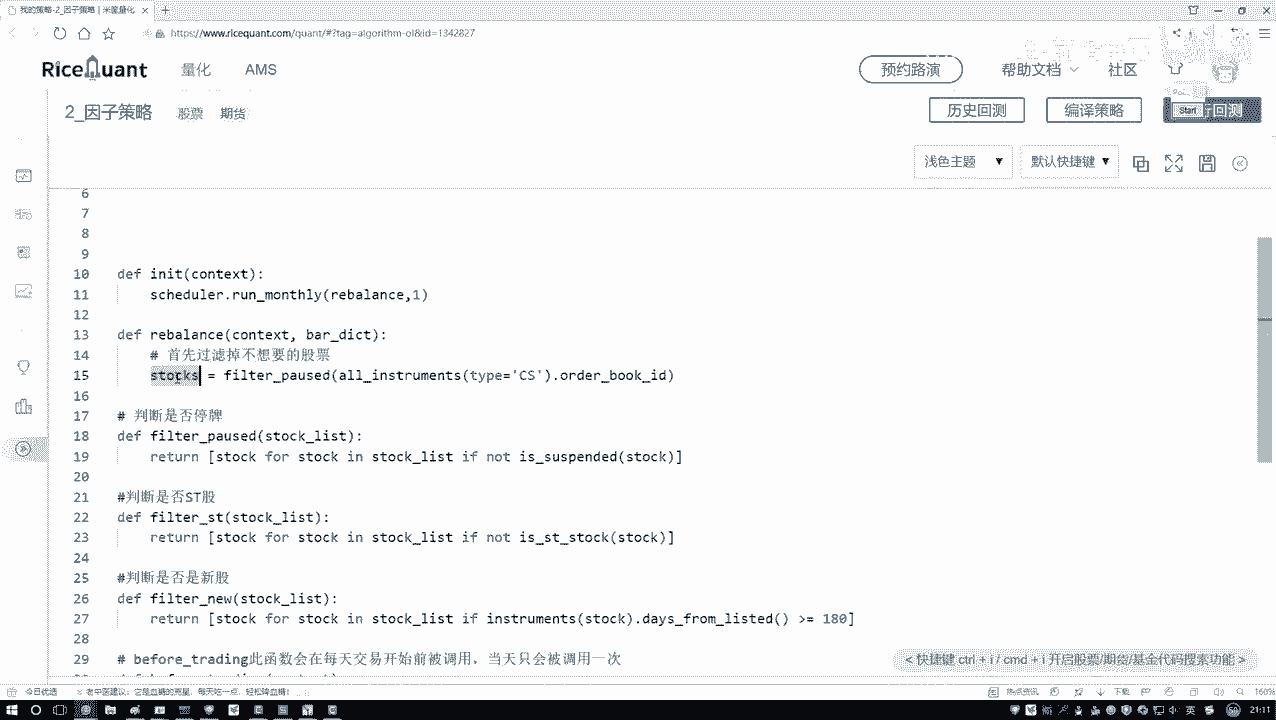 我的策略-2_因子策略 | 米筐量化
https://www.ricequant.com/quant/#?tag=algorithm-ol&id=1342827
RiceQuant 量化 AMS 预约路演 帮助文档 社区
2_因子策略 股票 期货 历史回测 编译策略 Start 行回测
浅色主题 ▼ 默认快捷键 ▼
6
7
8
9
10 def init(context):
11 scheduler.run_monthly(rebalance,1)
12
13 def rebalance(context, bar_dict):
14 # 首先过滤掉不想要的股票
15 stocks = filter_paused(all_instruments(type='CS').order_book_id)
16
17 # 判断是否停牌
18 def filter_paused(stock_list):
19 return [stock for stock in stock_list if not is_suspended(stock)]
20
21 #判断是否ST股
22 def filter_st(stock_list):
23 return [stock for stock in stock_list if not is_st_stock(stock)]
24
25 #判断是否是新股
26 def filter_new(stock_list):
27 return [stock for stock in stock_list if instruments(stock).days_from_listed() >= 180]
28
29 # before_trading此函数会在每天交易开始前被调用，当天只会被调用一次
< 快捷键 ctrl + i / cmd + i 开启股票/期货/基金代码搜索功能 >
今日优选 老中医建议：它是血糖的克星，每天吃一点，轻松降血糖！ 热点资讯 下载 160%
英 21:11